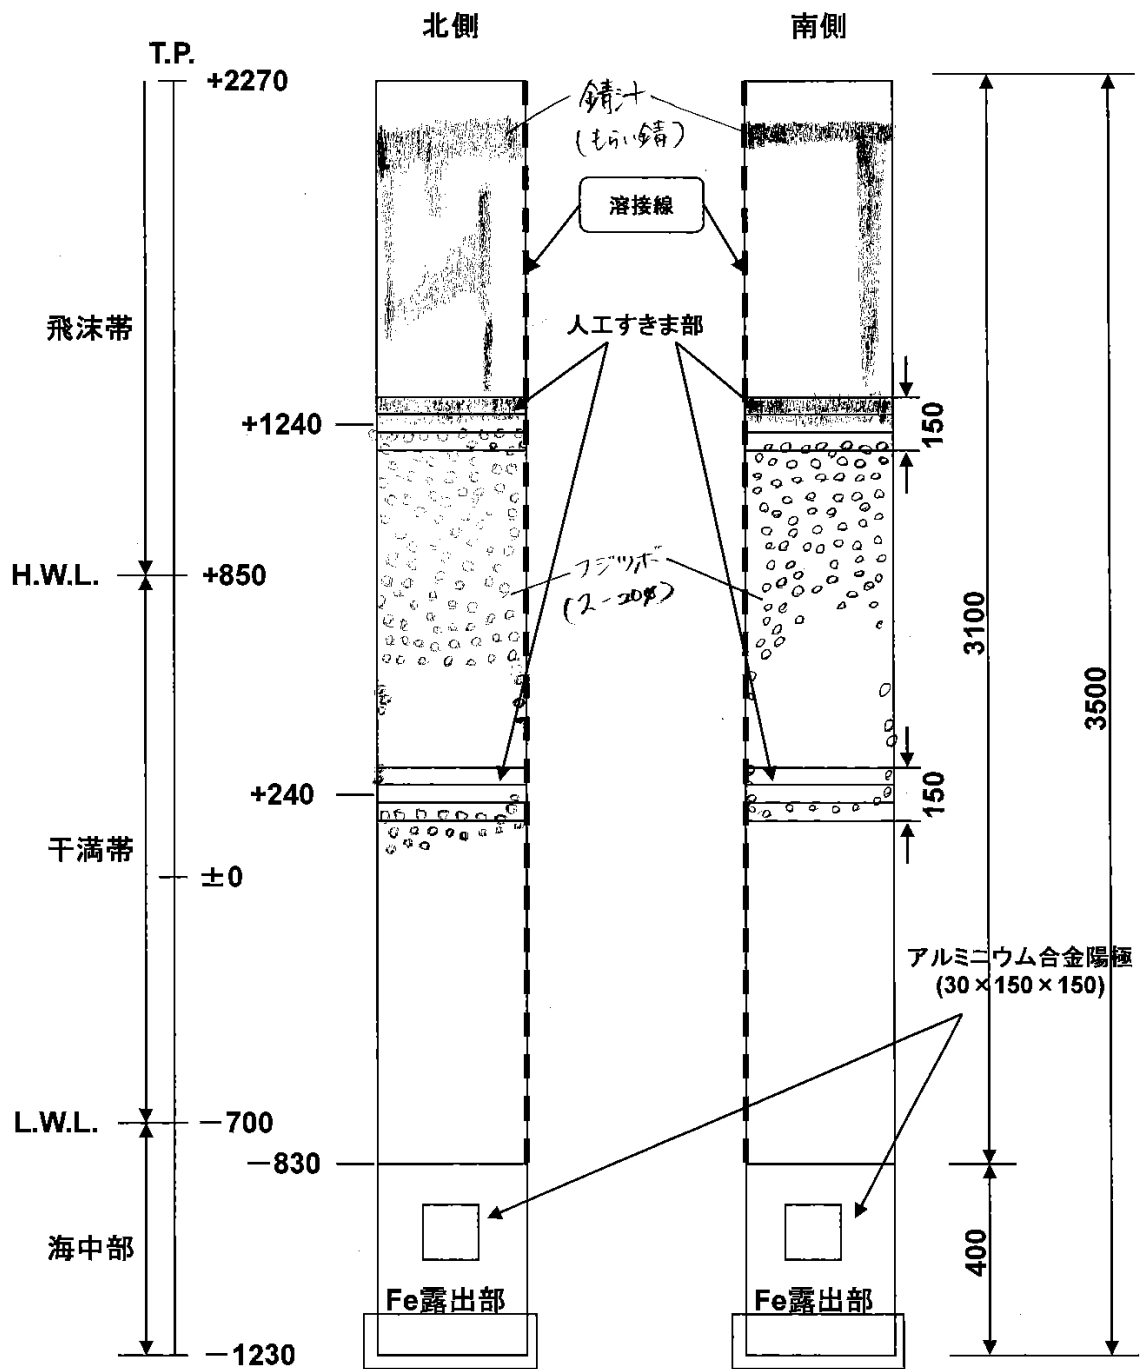 北側
南側
T.P.
+2270
錆汁
(もらい錆)
溶接線
飛沫帯
人工すきま部
+1240
150
H.W.L.
+850
フジツボ
(2-20φ)
3100
3500
+240
150
干満帯
±0
アルミニウム合金陽極
(30×150×150)
L.W.L.
−700
−830
海中部
400
Fe露出部
Fe露出部
−1230